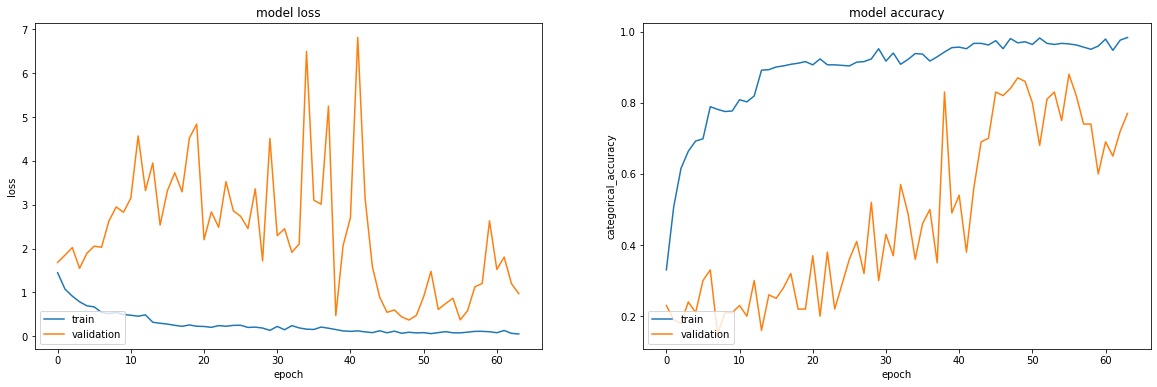 model loss
7
6
5
4
3
2
1
0
loss
train
validation
0 10 20 30 40 50 60
epoch
model accuracy
1.0
0.8
0.6
0.4
0.2
categorical_accuracy
train
validation
0 10 20 30 40 50 60
epoch